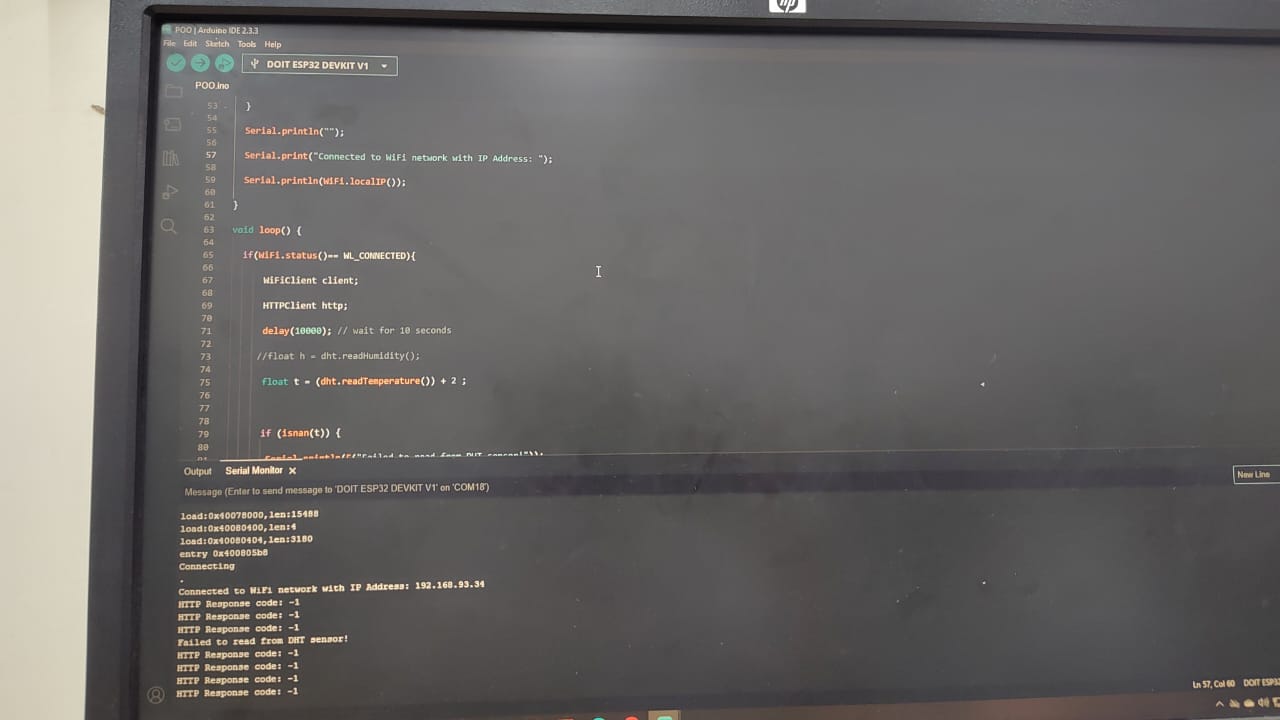 hp
POO | Arduino IDE 2.3.3
File Edit Sketch Tools Help
DOIT ESP32 DEVKIT V1
POO.ino
53 }
54
55 Serial.println("");
56
57 Serial.print("Connected to WiFi network with IP Address: ");
58
59 Serial.println(WiFi.localIP());
60
61 }
62
63 void loop() {
64
65 if(WiFi.status()== WL_CONNECTED){
66
67 WiFiClient client;
68
69 HTTPClient http;
70
71 delay(10000); // wait for 10 seconds
72
73 //float h = dht.readHumidity();
74
75 float t = (dht.readTemperature()) + 2 ;
76
77
78
79 if (isnan(t)) {
80
81 Serial.println(F("Failed to read from DHT sensor!"));
Output Serial Monitor ×
Message (Enter to send message to 'DOIT ESP32 DEVKIT V1' on 'COM18')
New Line
load:0x40078000,len:15488
load:0x40080400,len:4
load:0x40080404,len:3180
entry 0x400805b8
Connecting
.
Connected to WiFi network with IP Address: 192.168.93.34
HTTP Response code: -1
HTTP Response code: -1
HTTP Response code: -1
Failed to read from DHT sensor!
HTTP Response code: -1
HTTP Response code: -1
HTTP Response code: -1
HTTP Response code: -1
Ln 57, Col 60 DOIT ESP32